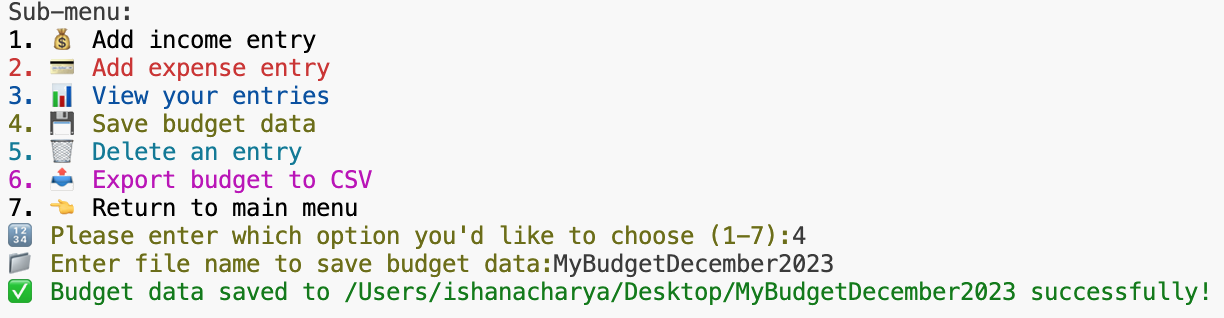 Sub-menu:
1. 💰 Add income entry
2. 💳 Add expense entry
3. 📊 View your entries
4. 💾 Save budget data
5. 🗑️ Delete an entry
6. 📤 Export budget to CSV
7. 👈 Return to main menu
🔢 Please enter which option you'd like to choose (1-7):4
📁 Enter file name to save budget data:MyBudgetDecember2023
✅ Budget data saved to /Users/ishanacharya/Desktop/MyBudgetDecember2023 successfully!